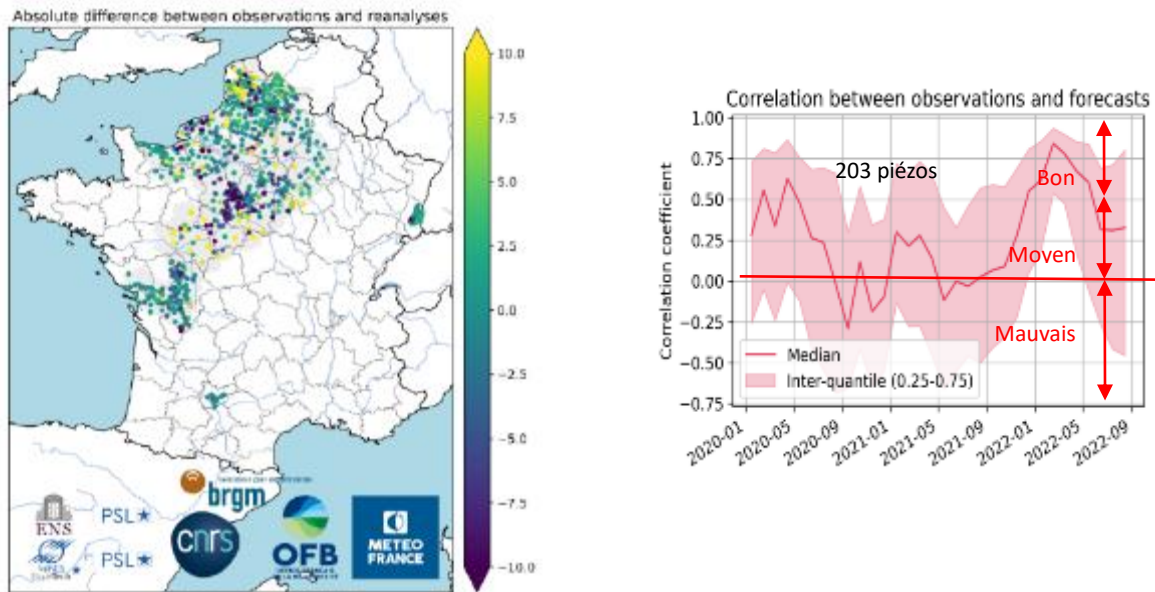 Absolute difference between observations and reanalyses
10.0
7.5
5.0
2.5
0.0
−2.5
−5.0
−7.5
−10.0
brgm
ENS
PSL
PSL
cnrs
OFB
METEO
FRANCE
Correlation between observations and forecasts
Correlation coefficient
1.00
0.75
0.50
0.25
0.00
−0.25
−0.50
−0.75
203 piézos
Bon
Moyen
Mauvais
Median
Inter-quantile (0.25-0.75)
2020-01
2020-05
2020-09
2021-01
2021-05
2021-09
2022-01
2022-05
2022-09